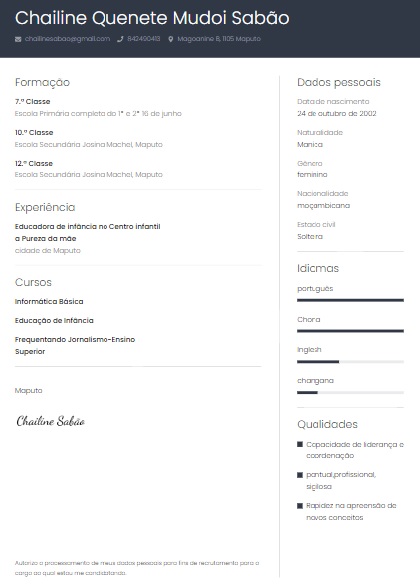 Chailine Quenete Mudoi Sabão
chailinesabao@gmail.com 842490413 Magoanine B, 1105 Maputo
Formação
7.ª Classe
Escola Primária completa do 1° e 2° 16 de junho
10.ª Classe
Escola Secundária Josina Machel, Maputo
12.ª Classe
Escola Secundária Josina Machel, Maputo
Experiência
Educadora de infância no Centro infantil
a Pureza da mãe
cidade de Maputo
Cursos
Informática Básica
Educação de Infância
Frequentando Jornalismo-Ensino
Superior
Maputo
Chailine Sabão
Autorizo o processamento de meus dados pessoais para fins de recrutamento para o
cargo ao qual estou me candidatando.
Dados pessoais
Data de nascimento
24 de outubro de 2002
Naturalidade
Manica
Gênero
feminino
Nacionalidade
moçambicana
Estado civil
Solteira
Idiomas
português
Chona
Inglesh
changana
Qualidades
Capacidade de liderança e
coordenação
pontual,profissional,
sigilosa
Rapidez na apreensão de
novos conceitos